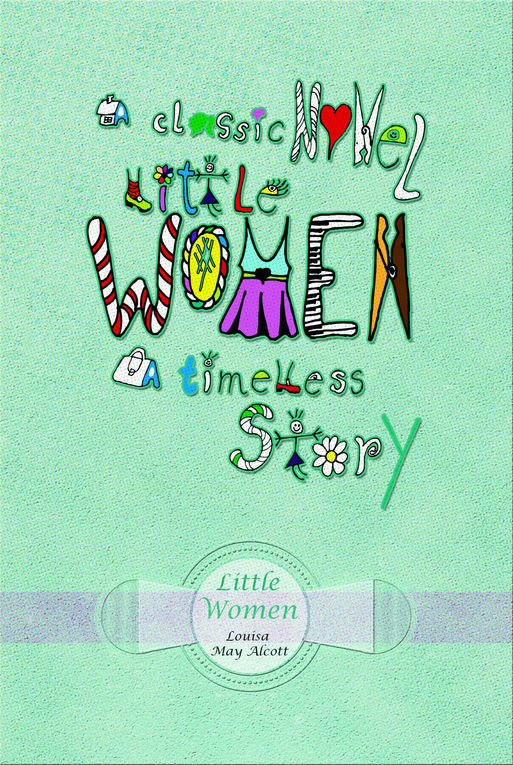 a classic NOVEL
Little
WOMEN
A timeless
Story
Little
Women
Louisa
May Alcott